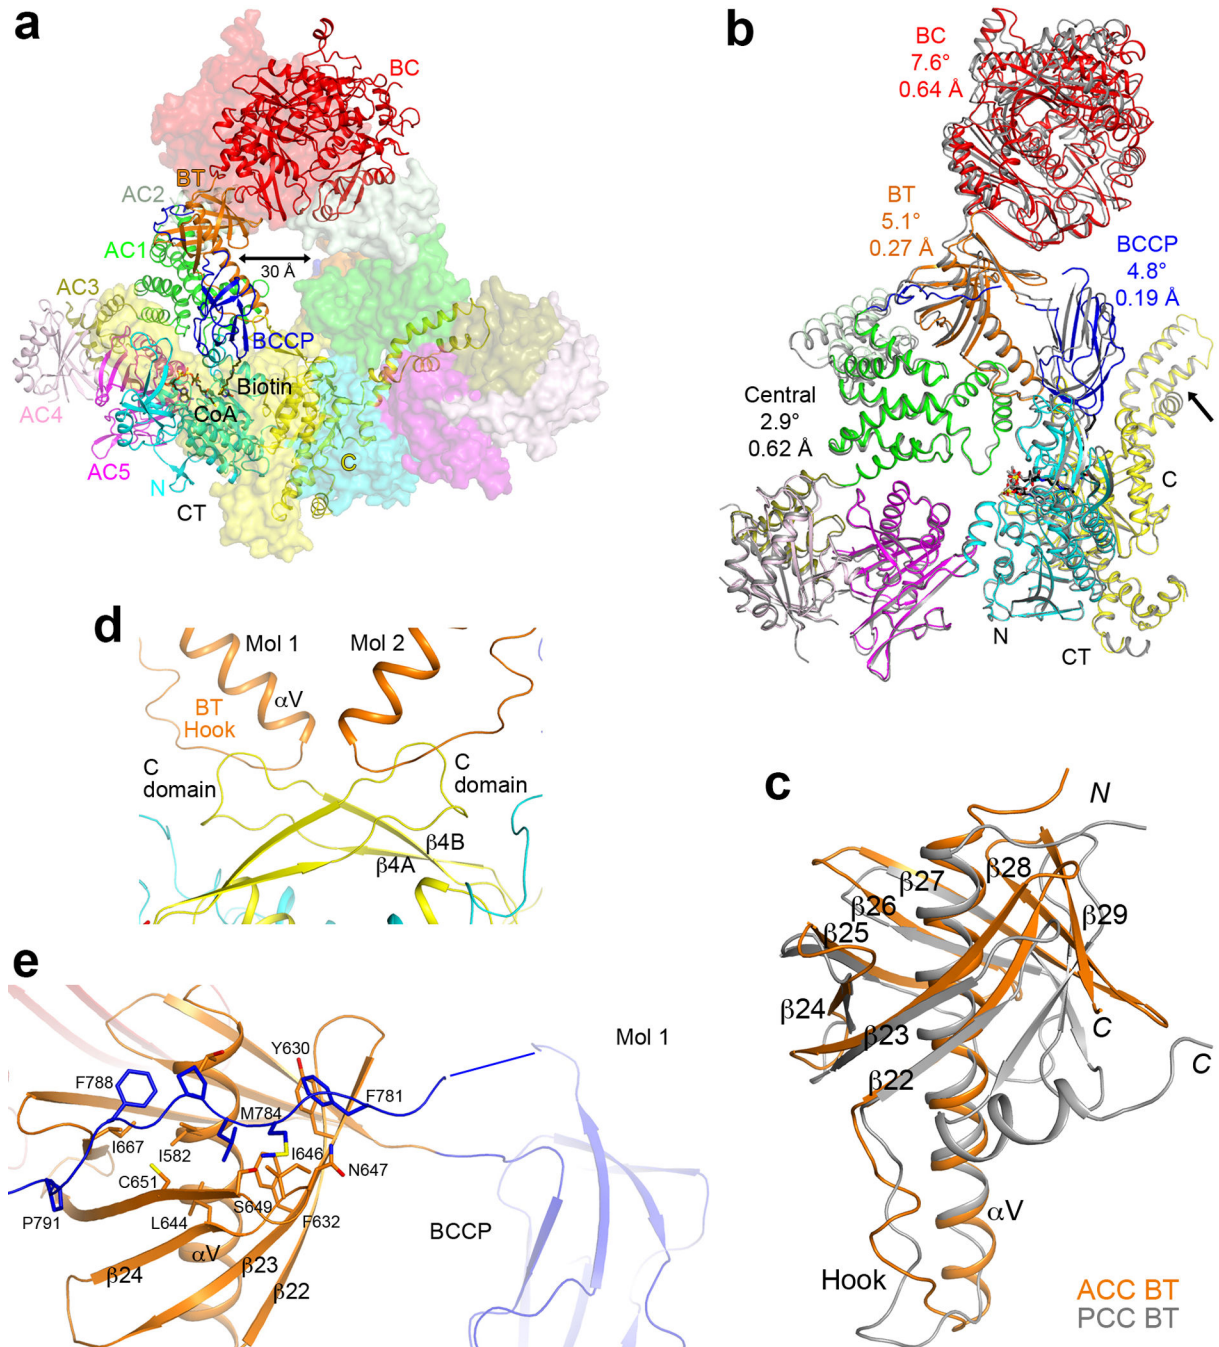 a
BC
BT
AC2
AC1
30 Å
AC3
BCCP
Biotin
CoA
AC4
AC5
N
C
CT
b
BC
7.6°
0.64 Å
BT
5.1°
0.27 Å
BCCP
4.8°
0.19 Å
Central
2.9°
0.62 Å
C
N
CT
d
Mol 1
Mol 2
αV
BT
Hook
C
domain
C
domain
β4B
β4A
c
N
β28
β27
β26
β29
β25
β24
β23
C
C
β22
αV
Hook
ACC BT
PCC BT
e
Mol 1
Y630
F788
F781
M784
I667
I582
I646
N647
C651
S649
P791
L644
F632
BCCP
αV
β24
β23
β22